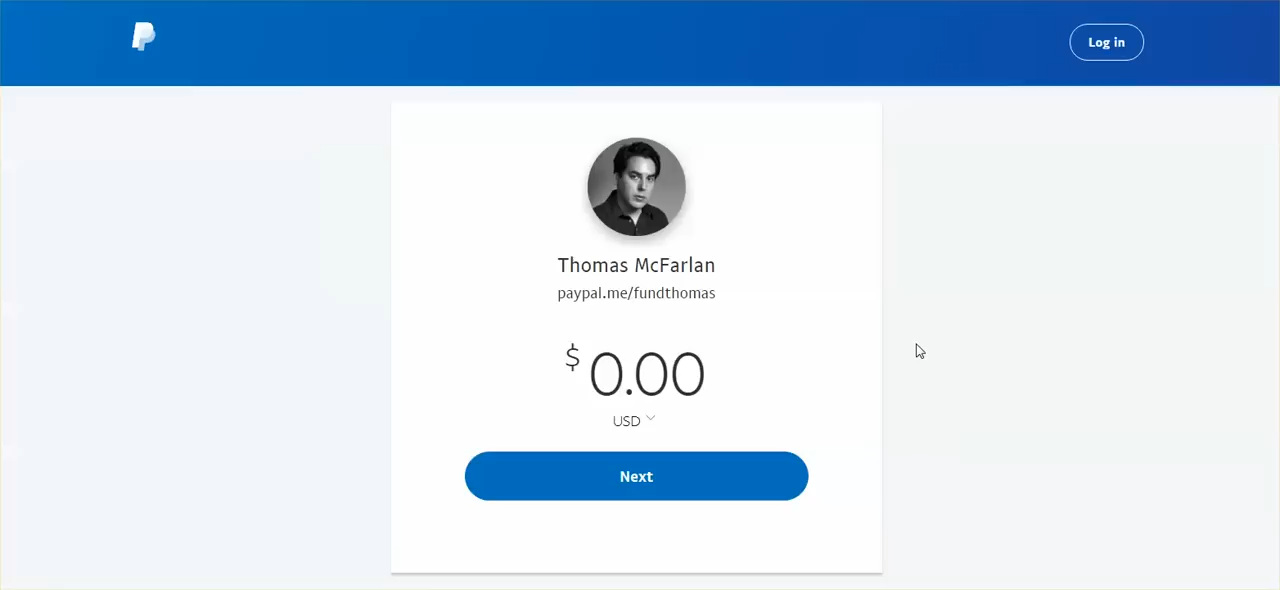 Log in
Thomas McFarlan
paypal.me/fundthomas
$ 0.00
USD
Next